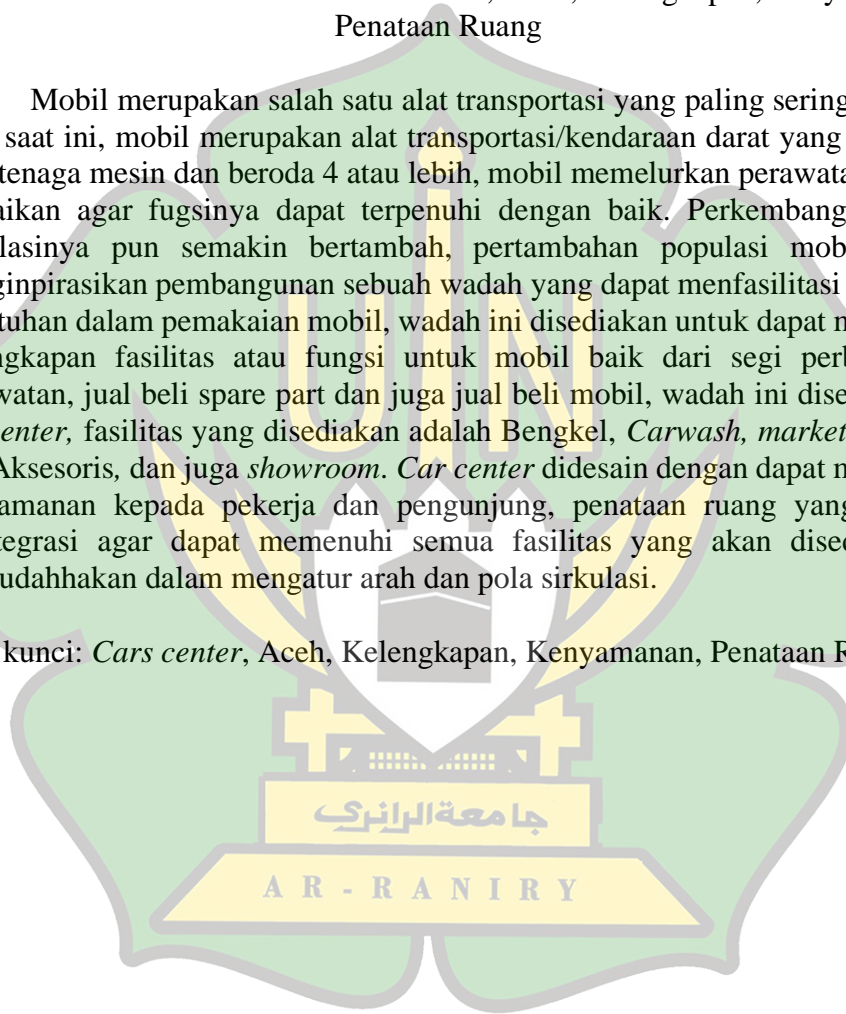 Penataan Ruang
Mobil merupakan salah satu alat transportasi yang paling sering
saat ini, mobil merupakan alat transportasi/kendaraan darat yang
tenaga mesin dan beroda 4 atau lebih, mobil memelurkan perawata
aikan agar fugsinya dapat terpenuhi dengan baik. Perkembang
lasinya pun semakin bertambah, pertambahan populasi mob
ginpirasikan pembangunan sebuah wadah yang dapat menfasilitasi
tuhan dalam pemakaian mobil, wadah ini disediakan untuk dapat m
ngkapan fasilitas atau fungsi untuk mobil baik dari segi perb
watan, jual beli spare part dan juga jual beli mobil, wadah ini dise
enter, fasilitas yang disediakan adalah Bengkel, Carwash, market
Aksesoris, dan juga showroom. Car center didesain dengan dapat m
amanan kepada pekerja dan pengunjung, penataan ruang yang
tegrasi agar dapat memenuhi semua fasilitas yang akan dised
udahhakan dalam mengatur arah dan pola sirkulasi.
kunci: Cars center, Aceh, Kelengkapan, Kenyamanan, Penataan R
UIN
جامعةالرانري
AR-RANIRY